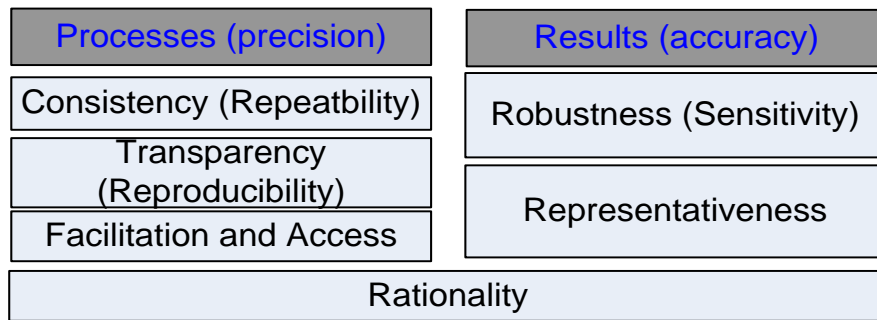 Processes (precision)
Consistency (Repeatbility)
Transparency
(Reproducibility)
Facilitation and Access
Results (accuracy)
Robustness (Sensitivity)
Representativeness
Rationality